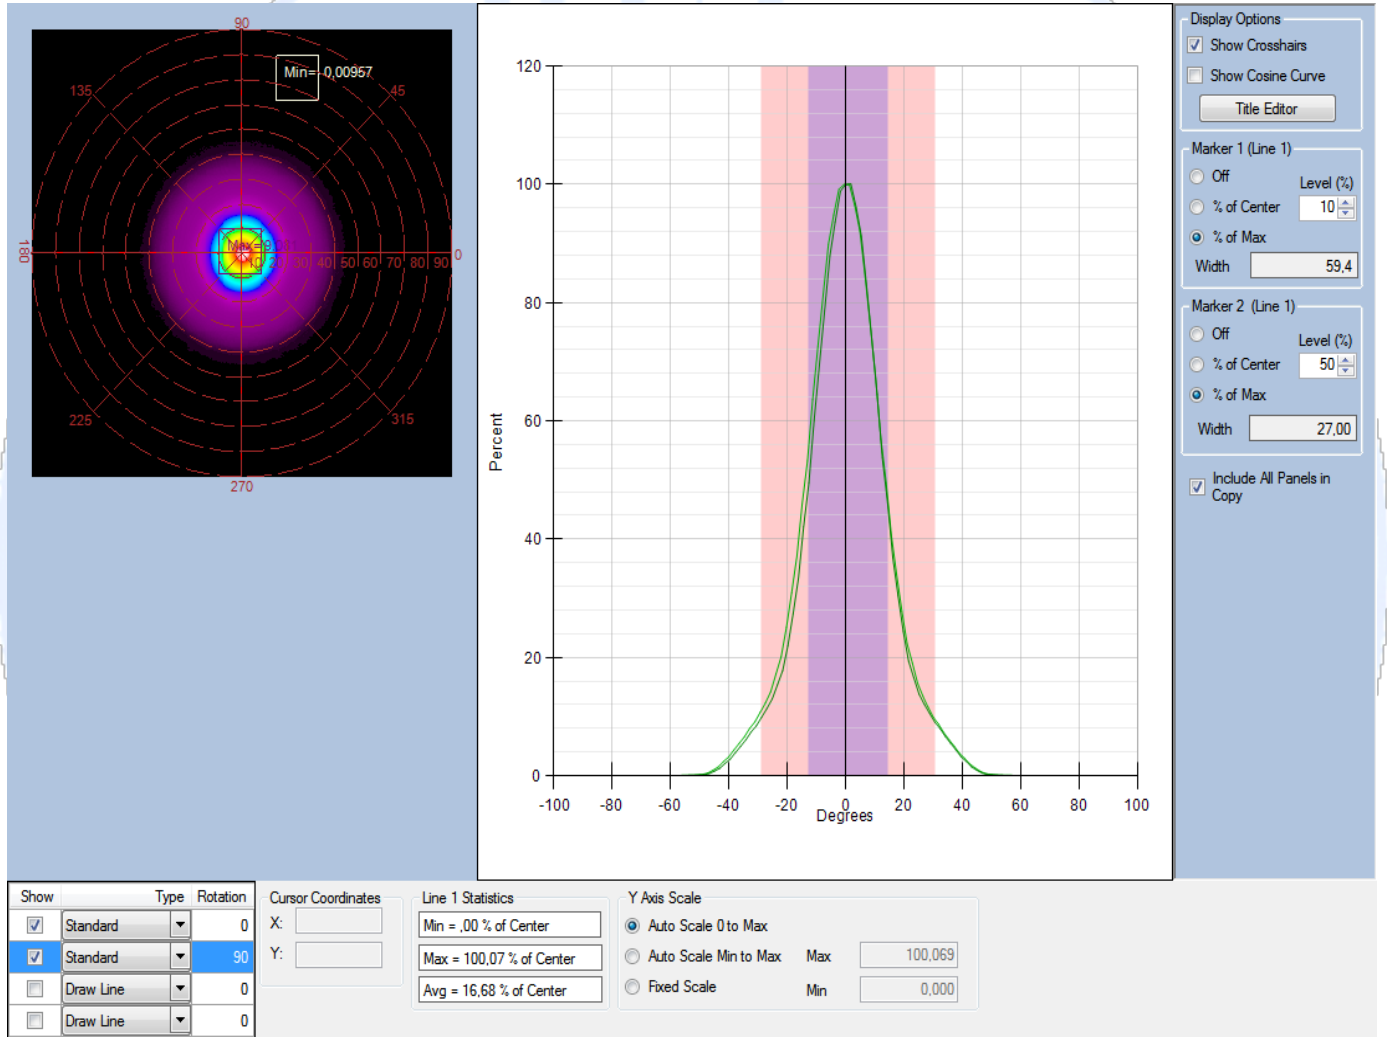 90
135
45
Min= 0,00957
180
Max=
20 30 40 50 60 70 80 90
0
225
315
270
120
100
80
60
40
20
0
Percent
-100 -80 -60 -40 -20 0 20 40 60 80 100
Degrees
Display Options
Show Crosshairs
Show Cosine Curve
Title Editor
Marker 1 (Line 1)
Off
Level (%)
% of Center
10
% of Max
Width 59,4
Marker 2 (Line 1)
Off
Level (%)
% of Center
50
% of Max
Width 27,00
Include All Panels in
Copy
Show Type Rotation
Standard 0
Standard 90
Draw Line 0
Draw Line 0
Cursor Coordinates
X:
Y:
Line 1 Statistics
Min = ,00 % of Center
Max = 100,07 % of Center
Avg = 16,68 % of Center
Y Axis Scale
Auto Scale 0 to Max
Auto Scale Min to Max
Max 100,069
Fixed Scale
Min 0,000